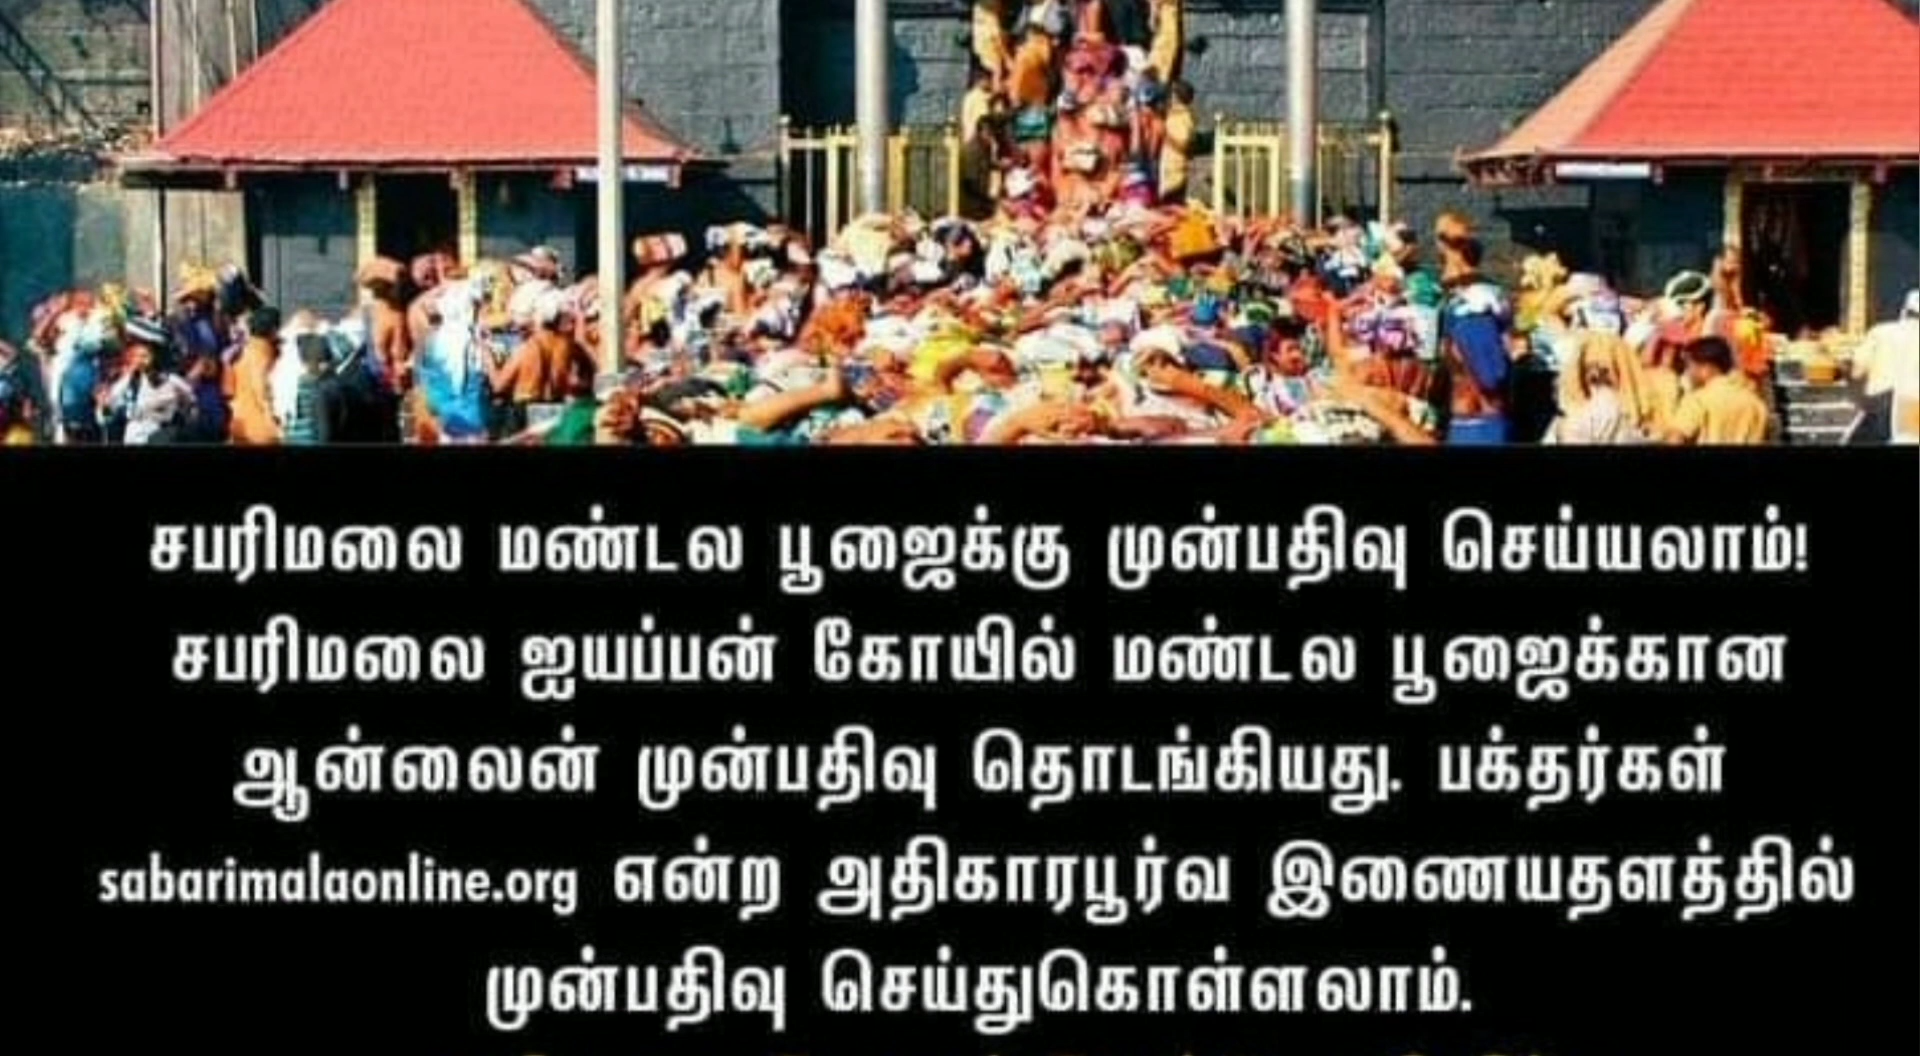 சபரிமலை மண்டல பூஜைக்கு முன்பதிவு செய்யலாம்!
சபரிமலை ஐயப்பன் கோயில் மண்டல பூஜைக்கான
ஆன்லைன் முன்பதிவு தொடங்கியது. பக்தர்கள்
sabarimalaonline.org என்ற அதிகாரபூர்வ இணையதளத்தில்
முன்பதிவு செய்துகொள்ளலாம்.